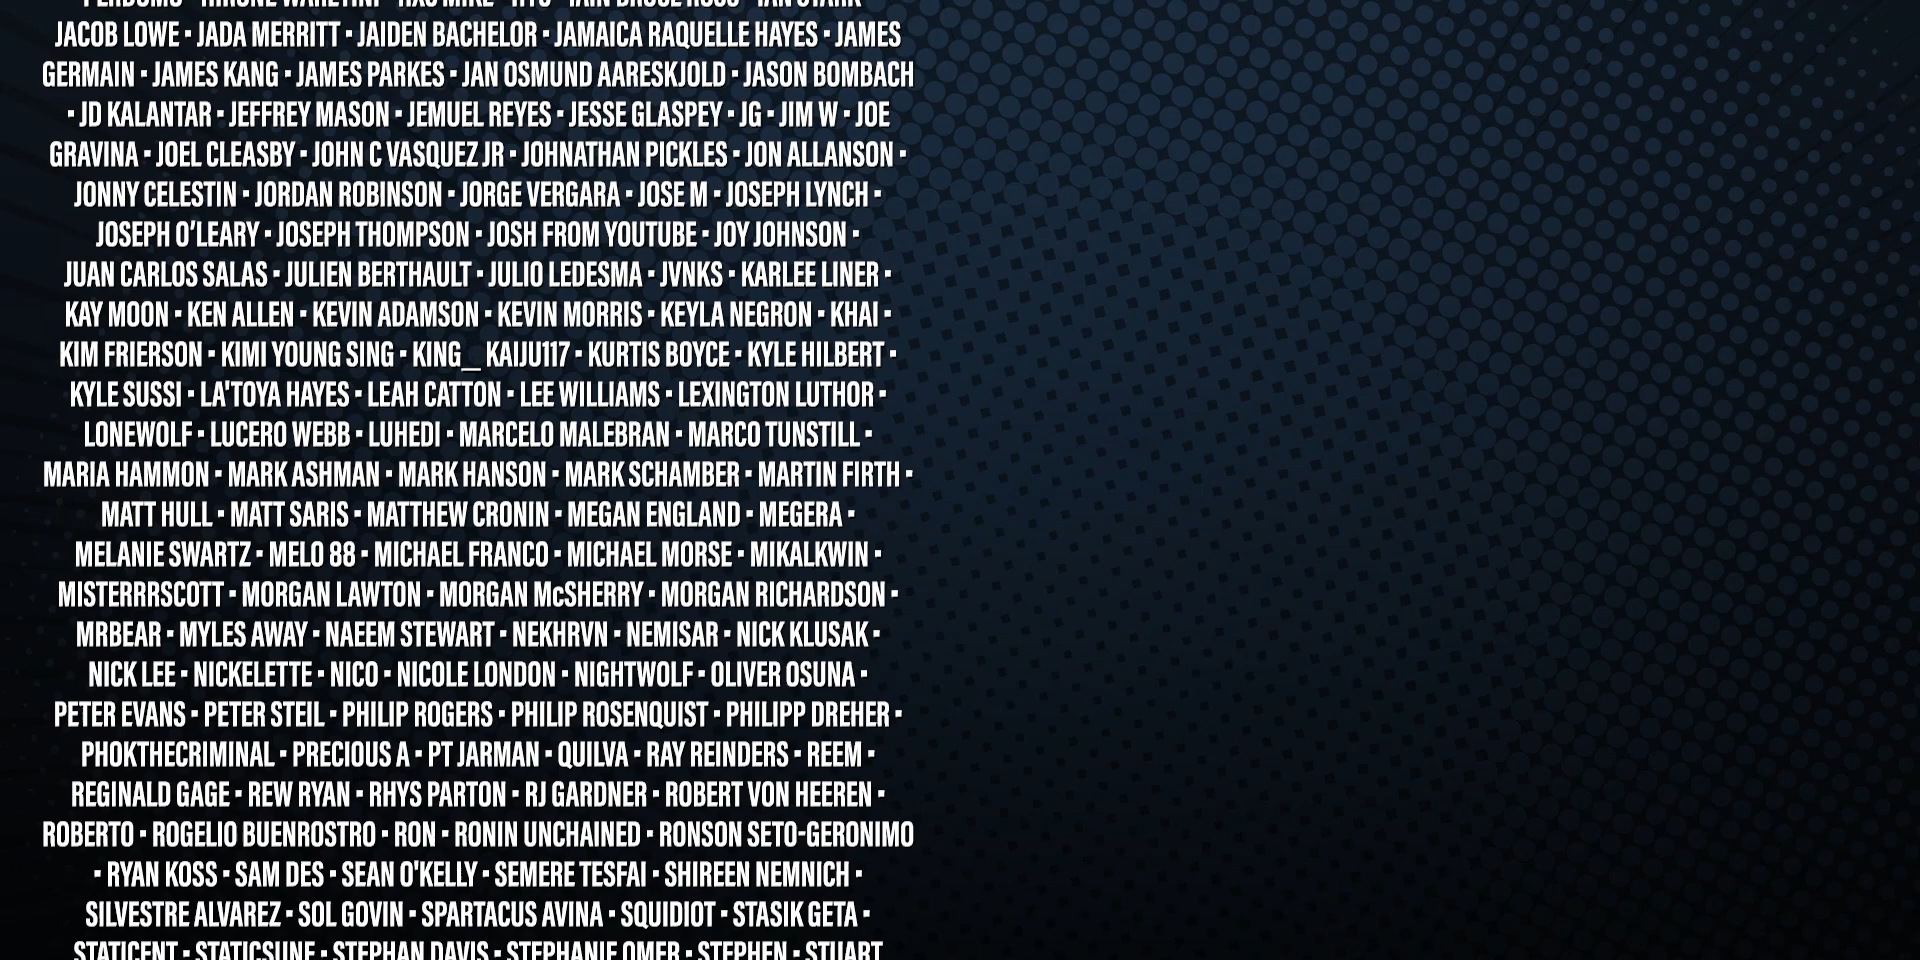 JACOB LOWE • JADA MERRITT • JAIDEN BACHELOR • JAMAICA RAQUELLE HAYES • JAMES
GERMAIN • JAMES KANG • JAMES PARKES • JAN OSMUND AARESKJOLD • JASON BOMBACH
• JD KALANTAR • JEFFREY MASON • JEMUEL REYES • JESSE GLASPEY • JG • JIM W • JOE
GRAVINA • JOEL CLEASBY • JOHN C VASQUEZ JR • JOHNATHAN PICKLES • JON ALLANSON •
JONNY CELESTIN • JORDAN ROBINSON • JORGE VERGARA • JOSE M • JOSEPH LYNCH •
JOSEPH O'LEARY • JOSEPH THOMPSON • JOSH FROM YOUTUBE • JOY JOHNSON •
JUAN CARLOS SALAS • JULIEN BERTHAULT • JULIO LEDESMA • JVNKS • KARLEE LINER •
KAY MOON • KEN ALLEN • KEVIN ADAMSON • KEVIN MORRIS • KEYLA NEGRON • KHAI •
KIM FRIERSON • KIMI YOUNG SING • KING_ KAIJU117 • KURTIS BOYCE • KYLE HILBERT •
KYLE SUSSI • LA'TOYA HAYES • LEAH CATTON • LEE WILLIAMS • LEXINGTON LUTHOR •
LONEWOLF • LUCERO WEBB • LUHEDI • MARCELO MALEBRAN • MARCO TUNSTILL •
MARIA HAMMON • MARK ASHMAN • MARK HANSON • MARK SCHAMBER • MARTIN FIRTH •
MATT HULL • MATT SARIS • MATTHEW CRONIN • MEGAN ENGLAND • MEGERA •
MELANIE SWARTZ • MELO 88 • MICHAEL FRANCO • MICHAEL MORSE • MIKALKWIN •
MISTERRRSCOTT • MORGAN LAWTON • MORGAN McSHERRY • MORGAN RICHARDSON •
MRBEAR • MYLES AWAY • NAEEM STEWART • NEKHRVN • NEMISAR • NICK KLUSAK •
NICK LEE • NICKELETTE • NICO • NICOLE LONDON • NIGHTWOLF • OLIVER OSUNA •
PETER EVANS • PETER STEIL • PHILIP ROGERS • PHILIP ROSENQUIST • PHILIPP DREHER •
PHOKTHECRIMINAL • PRECIOUS A • PT JARMAN • QUILVA • RAY REINDERS • REEM •
REGINALD GAGE • REW RYAN • RHYS PARTON • RJ GARDNER • ROBERT VON HEEREN •
ROBERTO • ROGELIO BUENROSTRO • RON • RONIN UNCHAINED • RONSON SETO-GERONIMO
• RYAN KOSS • SAM DES • SEAN O'KELLY • SEMERE TESFAI • SHIREEN NEMNICH •
SILVESTRE ALVAREZ • SOL GOVIN • SPARTACUS AVINA • SQUIDIOT • STASIK GETA •
STATICENT • STATICSUNE • STEPHAN DAVIS • STEPHANIE OMER • STEPHEN • STUART